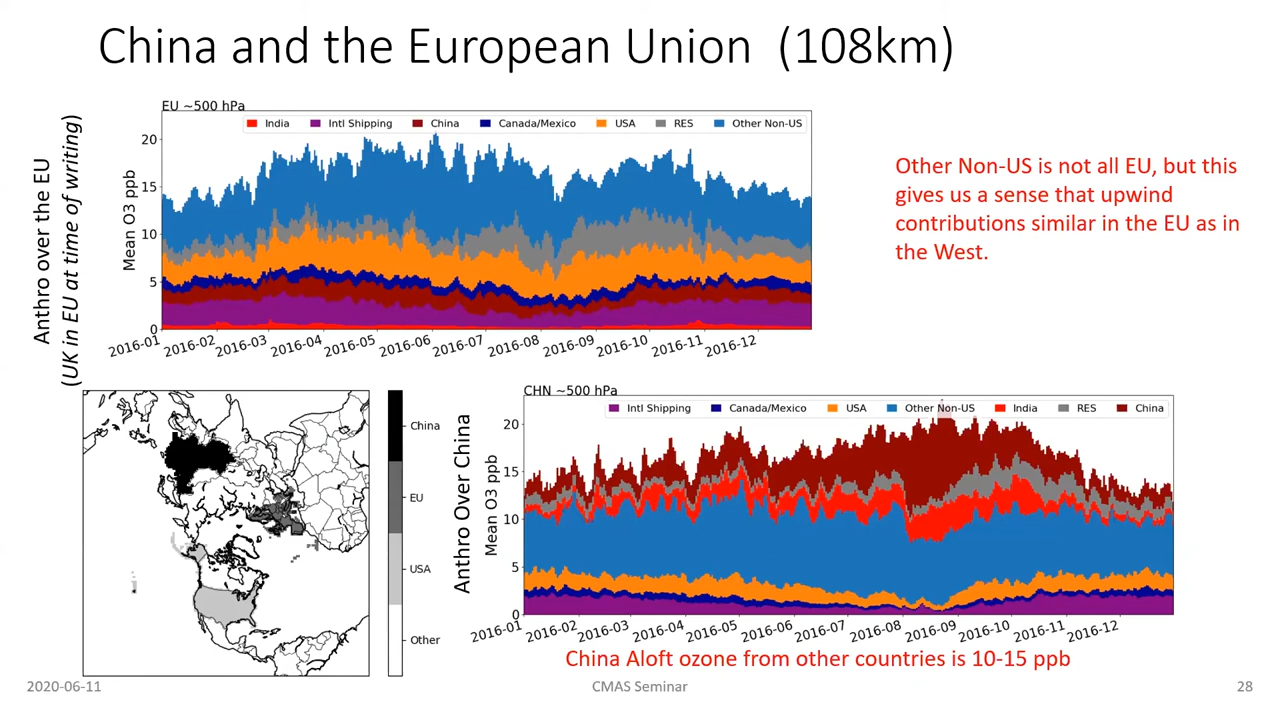 China and the European Union (108km)
Anthro over the EU
(UK in EU at time of writing)
EU ~500 hPa
India Intl Shipping China Canada/Mexico USA RES Other Non-US
Mean O3 ppb
20
15
10
5
0
2016-01 2016-02 2016-03 2016-04 2016-05 2016-06 2016-07 2016-08 2016-09 2016-10 2016-11 2016-12
Other Non-US is not all EU, but this
gives us a sense that upwind
contributions similar in the EU as in
the West.
China
EU
USA
Other
Anthro Over China
CHN ~500 hPa
Intl Shipping Canada/Mexico USA Other Non-US India RES China
Mean O3 ppb
20
15
10
5
0
2016-01 2016-02 2016-03 2016-04 2016-05 2016-06 2016-07 2016-08 2016-09 2016-10 2016-11 2016-12
China Aloft ozone from other countries is 10-15 ppb
2020-06-11
CMAS Seminar
28